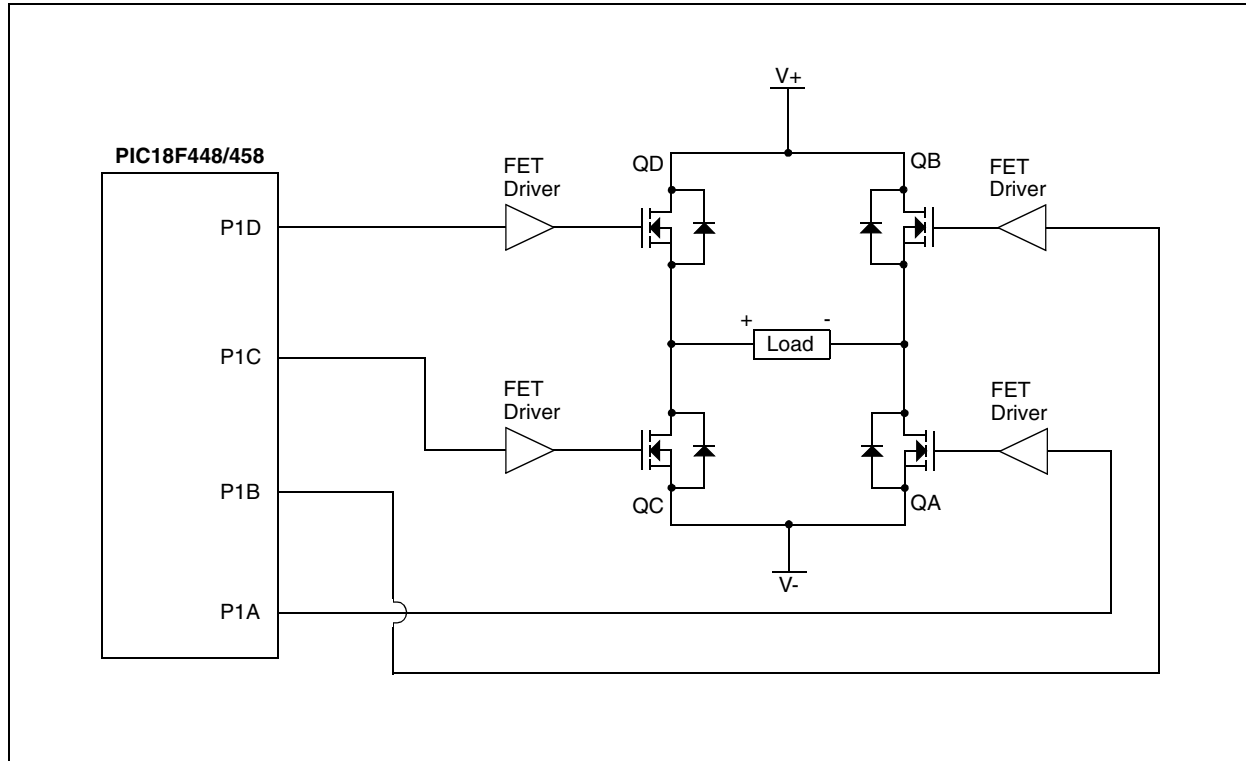 V+
PIC18F448/458
FET
Driver
QD
QB
FET
Driver
P1D
+
-
Load
P1C
FET
Driver
FET
Driver
P1B
QC
QA
V-
P1A